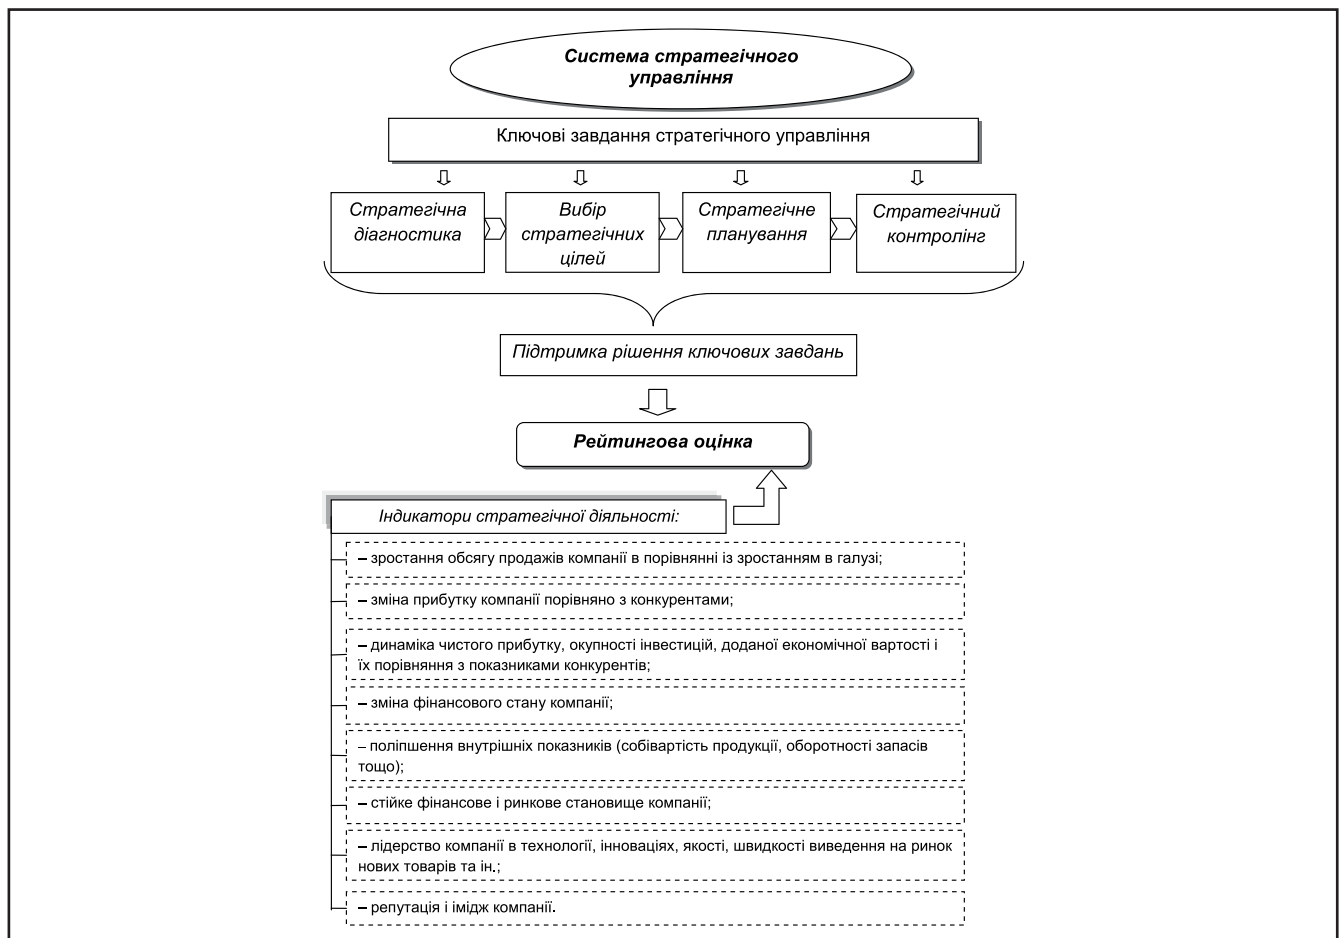 Система стратегічного
управління
Ключові завдання стратегічного управління
Стратегічна
діагностика
Вибір
стратегічних
цілей
Стратегічне
планування
Стратегічний
контролінг
Підтримка рішення ключових завдань
Рейтингова оцінка
Індикатори стратегічної діяльності:
– зростання обсягу продажів компанії в порівнянні із зростанням в галузі;
– зміна прибутку компанії порівняно з конкурентами;
– динаміка чистого прибутку, окупності інвестицій, доданої економічної вартості і
їх порівняння з показниками конкурентів;
– зміна фінансового стану компанії;
– поліпшення внутрішніх показників (собівартість продукції, оборотності запасів
тощо);
– стійке фінансове і ринкове становище компанії;
– лідерство компанії в технології, інноваціях, якості, швидкості виведення на ринок
нових товарів та ін.;
– репутація і імідж компанії.